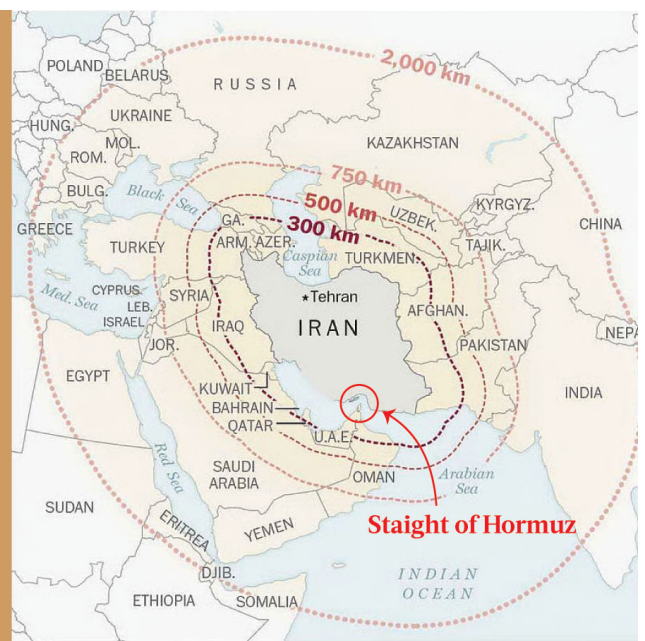 2,000 km
POLAND
BELARUS
RUSSIA
UKRAINE
HUNG.
MOL.
ROM.
KAZAKHSTAN
750 km
BULG.
Black Sea
500 km
UZBEK.
KYRGYZ.
GREECE
GA.
300 km
CHINA
TURKEY
ARM.
AZER.
Caspian
Sea
TURKMEN.
TAJIK.
Med. Sea
CYPRUS
LEB.
ISRAEL
SYRIA
★Tehran
IRAN
IRAQ
AFGHAN.
NEPA
JOR.
PAKISTAN
EGYPT
KUWAIT
BAHRAIN
QATAR
INDIA
U.A.E.
Red Sea
SAUDI
ARABIA
OMAN
Arabian
Sea
SUDAN
Staight of Hormuz
ERITREA
YEMEN
DJIB.
INDIAN
OCEAN
ETHIOPIA
SOMALIA